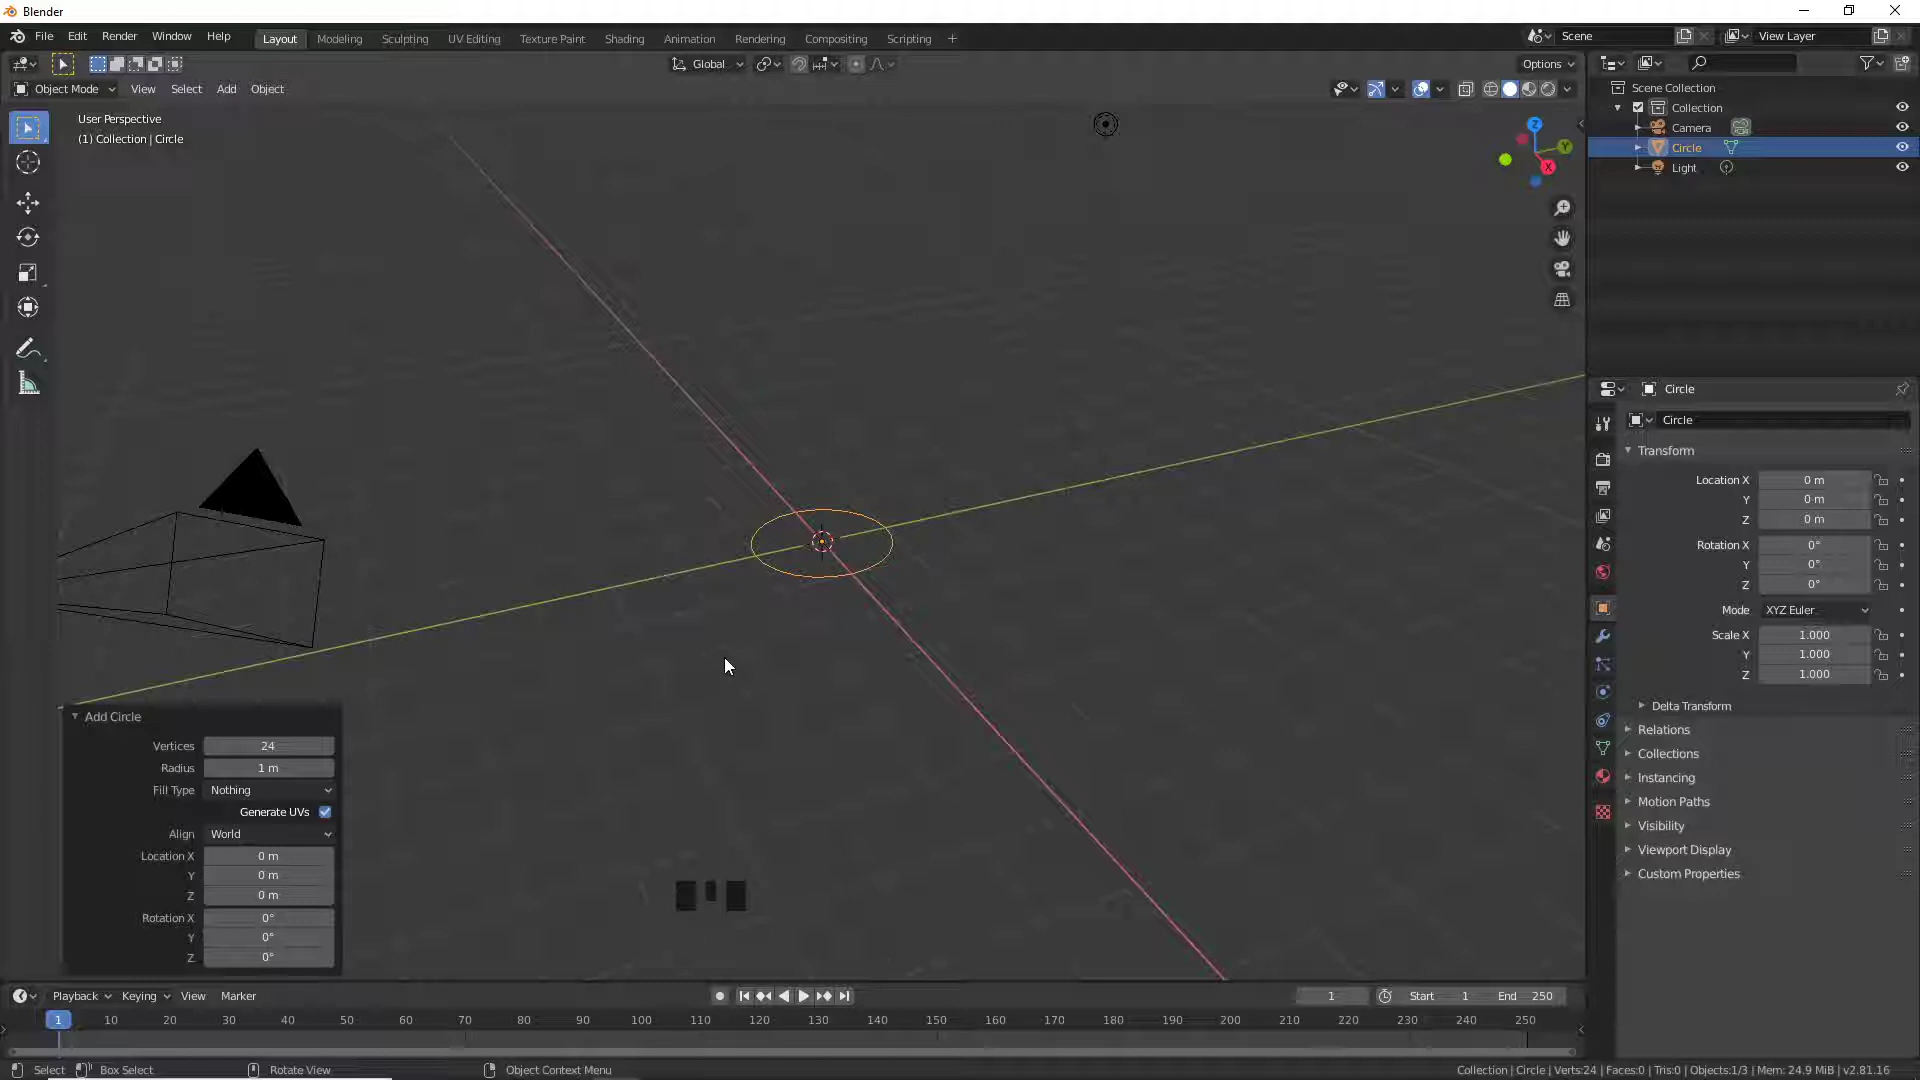 Blender
File Edit Render Window Help Layout Modeling Sculpting UV Editing Texture Paint Shading Animation Rendering Compositing Scripting + Scene View Layer
Global Options
Object Mode View Select Add Object
User Perspective
(1) Collection | Circle
Z
Y
X
Scene Collection
Collection
Camera
Circle
Light
Circle
Circle
Transform
Location X 0 m
Y 0 m
Z 0 m
Rotation X 0°
Y 0°
Z 0°
Mode XYZ Euler
Scale X 1.000
Y 1.000
Z 1.000
Delta Transform
Relations
Collections
Instancing
Motion Paths
Visibility
Viewport Display
Custom Properties
Add Circle
Vertices 24
Radius 1 m
Fill Type Nothing
Generate UVs
Align World
Location X 0 m
Y 0 m
Z 0 m
Rotation X 0°
Y 0°
Z 0°
Playback Keying View Marker 1 Start 1 End 250
1 10 20 30 40 50 60 70 80 90 100 110 120 130 140 150 160 170 180 190 200 210 220 230 240 250
Select Box Select Rotate View Object Context Menu Collection | Circle | Verts:24 | Faces:0 | Tris:0 | Objects:1/3 | Mem: 24.9 MiB | v2.81.16